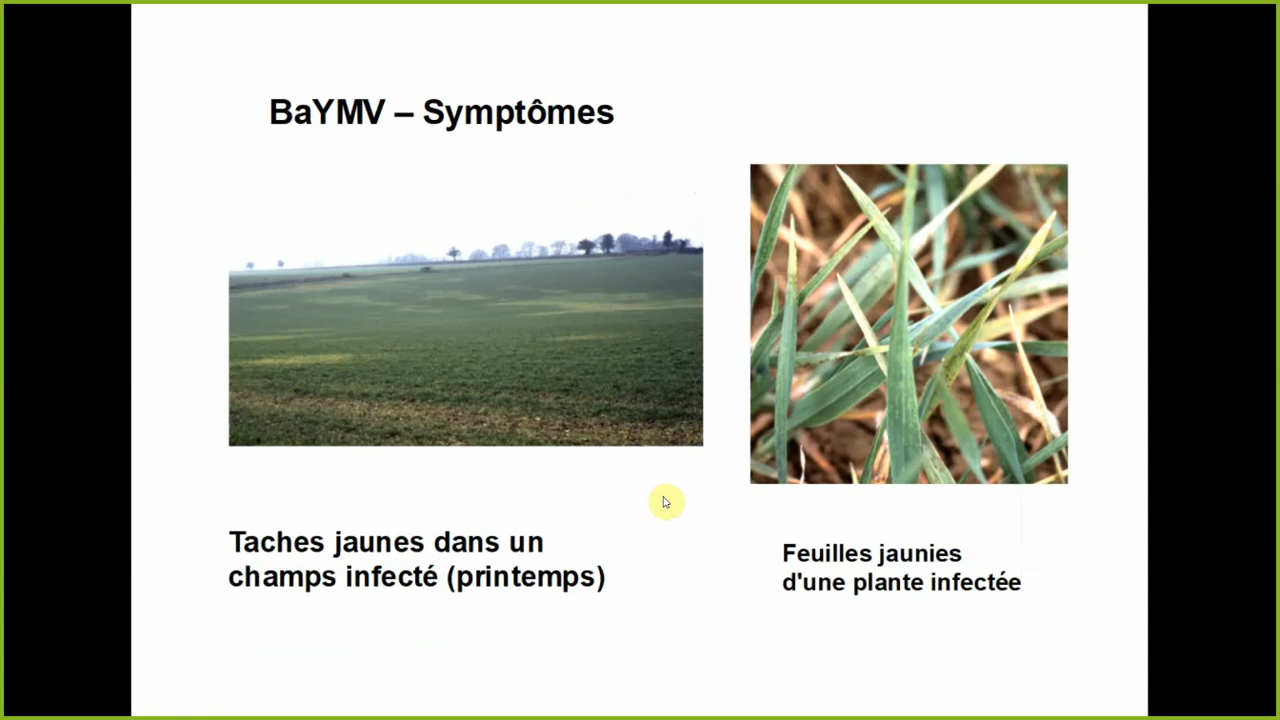 BaYMV – Symptômes
Taches jaunes dans un
champs infecté (printemps)
Feuilles jaunies
d'une plante infectée